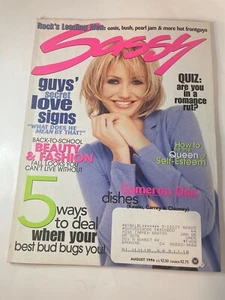 Rock's Leading Men: oasis, bush, pearl jam & more hot frontguys
Sassy
guys'
secret
love
signs
"WHAT DOES HE
MEAN BY THAT?"
BACK-TO-SCHOOL
BEAUTY
& FASHION
FALL LOOKS YOU
CAN'T LIVE WITHOUT
QUIZ:
are you
in a
romance
rut?
How to
Queen of
Self-Esteem
5 ways
to deal
when your
best bud bugs you!
Cameron Diaz
dishes
AUGUST 1996